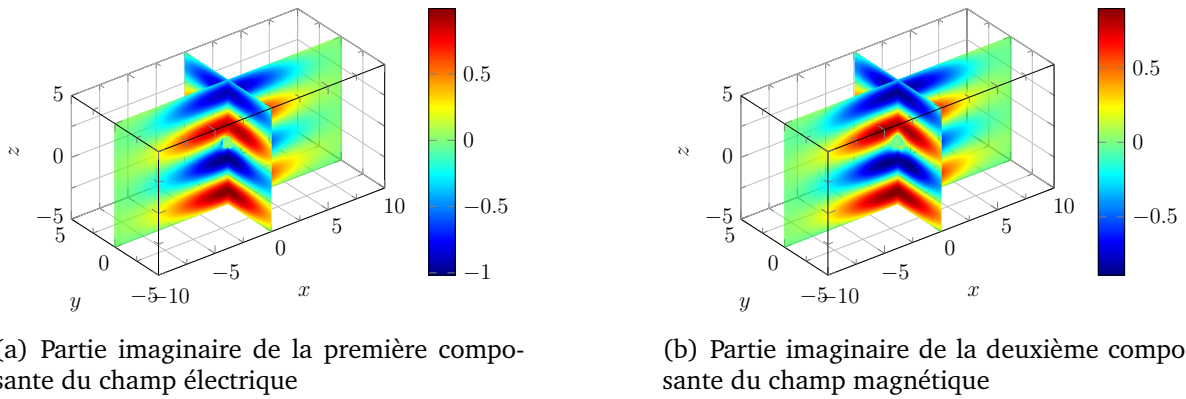 5
0
−5
z
5
0
−5
y
−10
−5
0
5
10
x
0.5
0
−0.5
−1
5
0
−5
z
5
0
−5
y
−10
−5
0
5
10
x
0.5
0
−0.5
(a) Partie imaginaire de la première compo-
sante du champ électrique
(b) Partie imaginaire de la deuxième compo
sante du champ magnétique